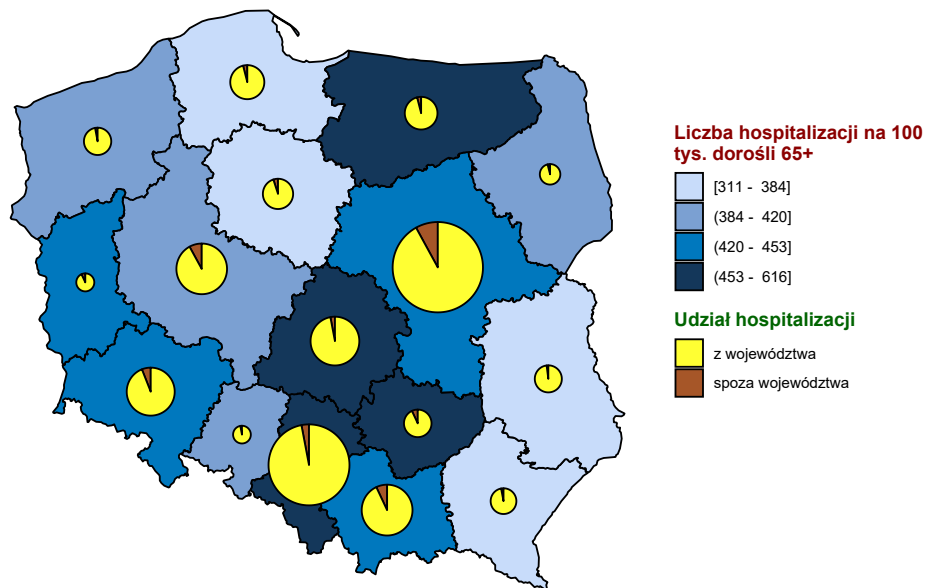 Liczba hospitalizacji na 100
tys. dorośli 65+
[311 - 384]
(384 - 420]
(420 - 453]
(453 - 616]
Udział hospitalizacji
z województwa
spoza województwa